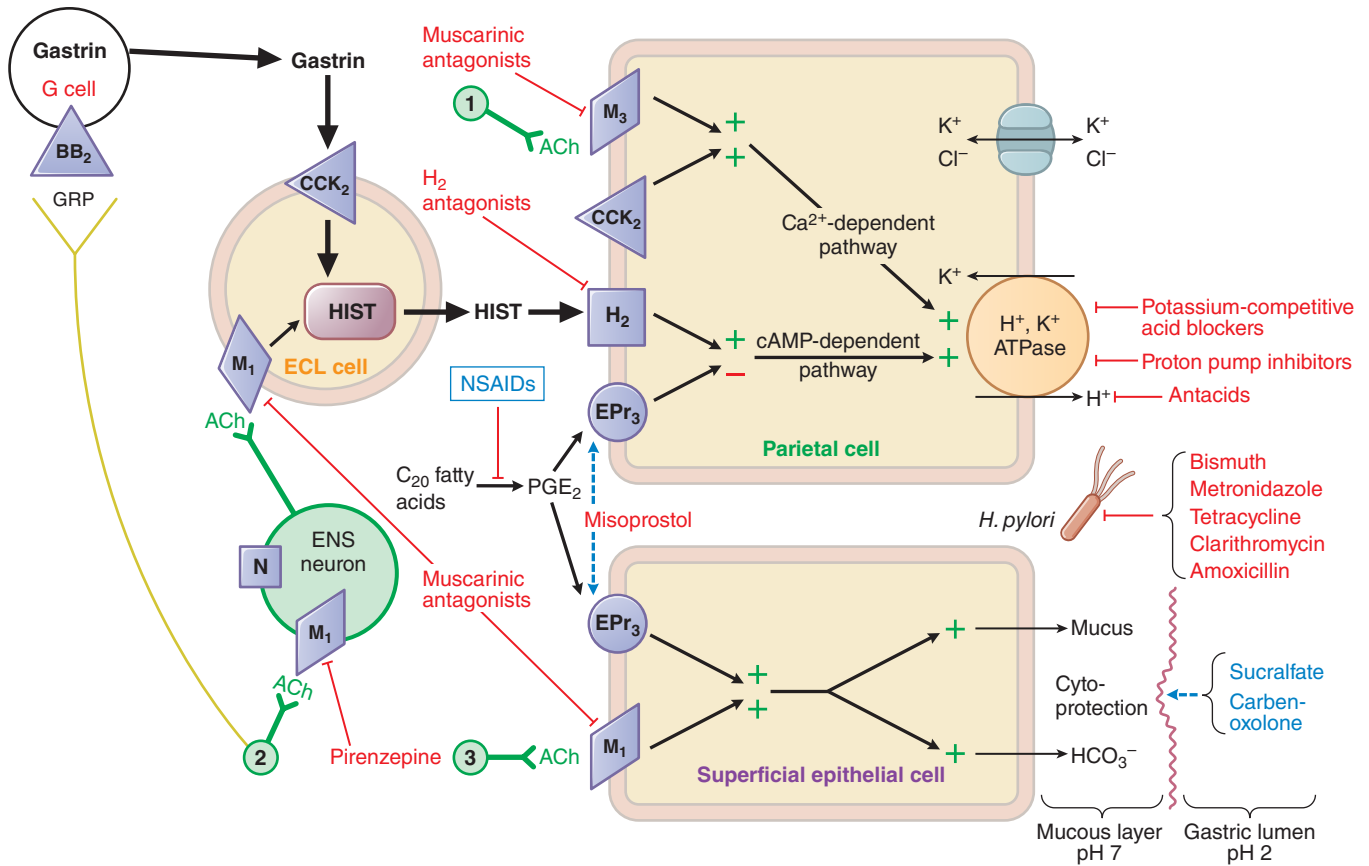 Gastrin
G cell
BB₂
GRP
Gastrin
CCK₂
HIST
ECL cell
M₁
ACh
HIST
Muscarinic
antagonists
1
ACh
M₃
H₂
antagonists
CCK₂
H₂
NSAIDs
EPr₃
C₂₀ fatty
acids
PGE₂
Misoprostol
+
+
Ca²⁺-dependent
pathway
+
−
cAMP-dependent
pathway
+
+
Parietal cell
K⁺
Cl⁻
K⁺
Cl⁻
K⁺
H⁺, K⁺
ATPase
H⁺
Potassium-competitive
acid blockers
Proton pump inhibitors
Antacids
H. pylori
Bismuth
Metronidazole
Tetracycline
Clarithromycin
Amoxicillin
ENS
neuron
N
M₁
ACh
2
Pirenzepine
Muscarinic
antagonists
3
ACh
EPr₃
M₁
+
+
+
+
Superficial epithelial cell
Mucus
Cyto-
protection
HCO₃⁻
Sucralfate
Carben-
oxolone
Mucous layer
pH 7
Gastric lumen
pH 2